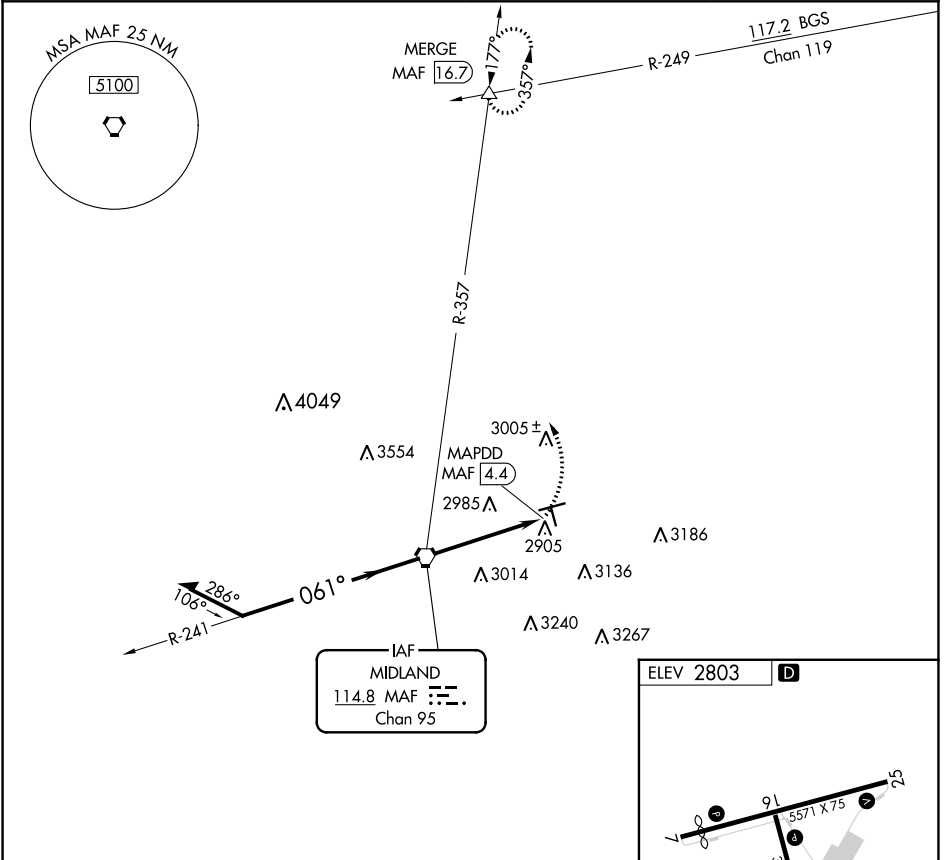 MSA MAF 25 NM
5100
MERGE
MAF 16.7
177°
357°
117.2 BGS
Chan 119
R-249
R-357
4049
3554
3005±
MAPDD
MAF 4.4
2985
2905
3186
3014
3136
3240
3267
061°
286°
106°
R-241
IAF
MIDLAND
114.8 MAF
Chan 95
ELEV 2803
D
25
16
5571 X 75
V
P
7
P